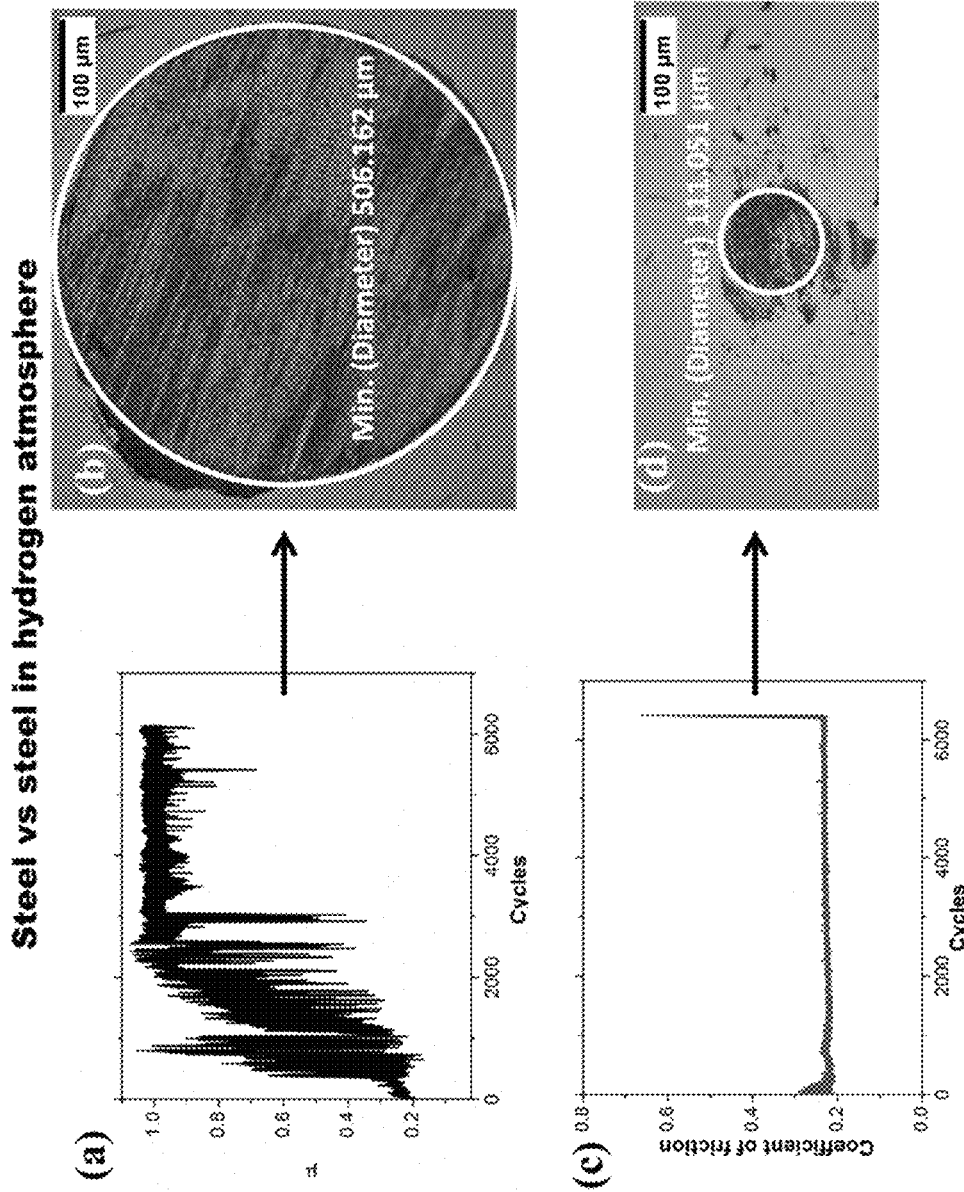 Steel vs steel in hydrogen atmosphere
(a)
1.0
0.8
0.6
0.4
0.2
μ
0
2000
4000
6000
Cycles
(b)
100 μm
Min. (Diameter) 506.162 μm
(c)
0.8
0.6
0.4
0.2
0.0
Coefficient of friction
0
2000
4000
6000
Cycles
(d)
100 μm
Min. (Diameter) 111.051 μm